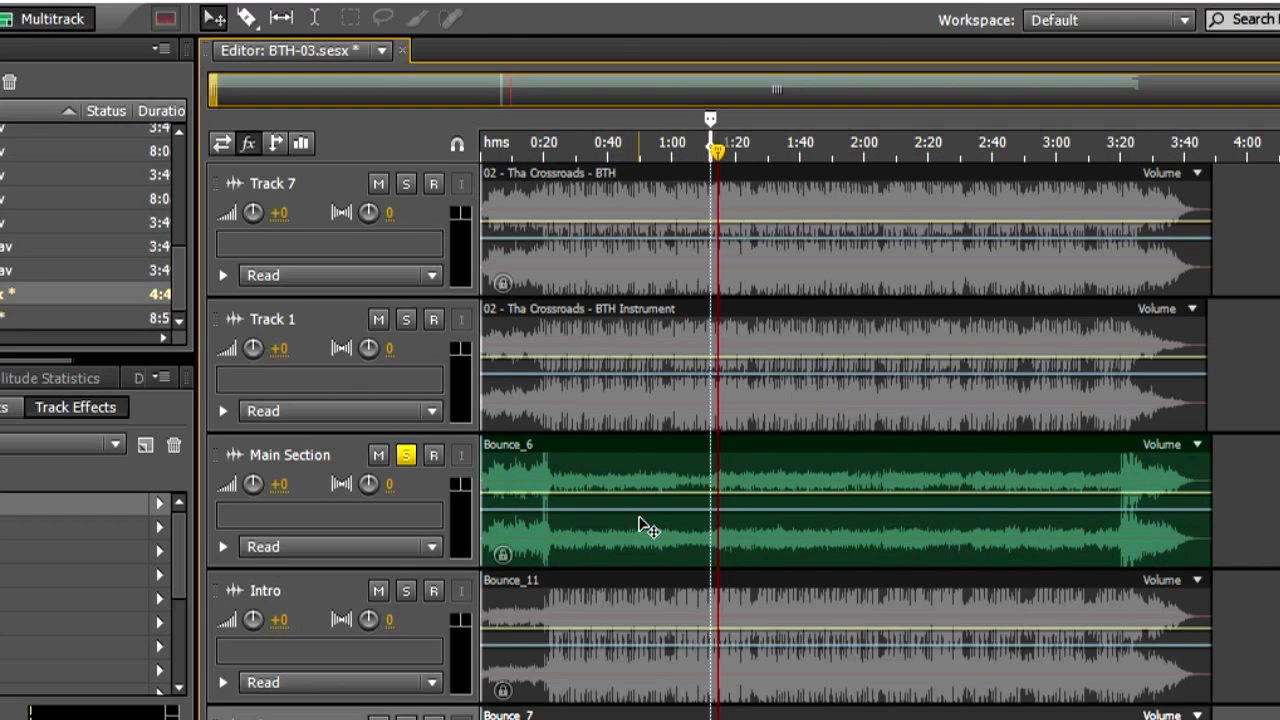 Multitrack
Workspace: Default
Search
Editor: BTH-03.sesx *
Status Duratio
3:4
8:0
3:4
8:0
3:4
av 3:4
av 3:4
x * 4:4
* 8:5
fx
hms 0:20 0:40 1:00 1:20 1:40 2:00 2:20 2:40 3:00 3:20 3:40 4:00
Track 7 M S R I
+0 0
Read
02 - Tha Crossroads - BTH Volume
Track 1 M S R I
+0 0
Read
02 - Tha Crossroads - BTH Instrument Volume
litude Statistics D
ts Track Effects
Main Section M S R I
+0 0
Read
Bounce_6 Volume
Intro M S R I
+0 0
Read
Bounce_11 Volume
Bounce_7